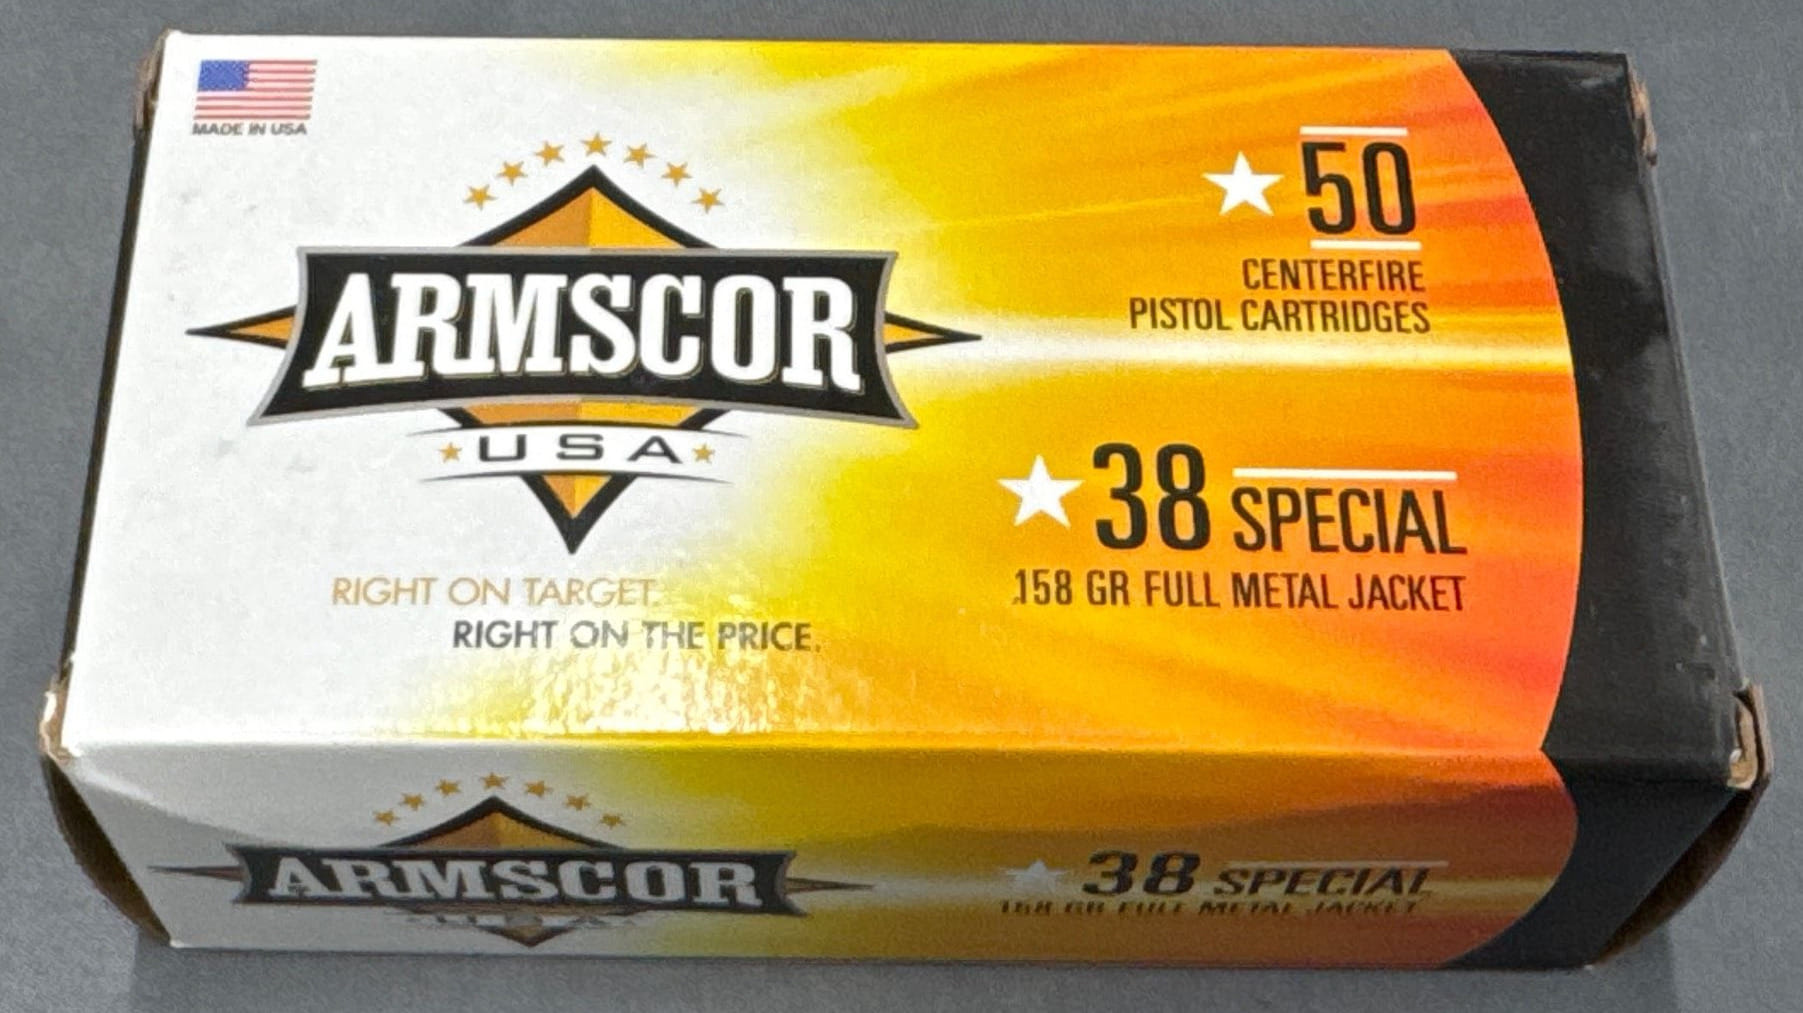 MADE IN USA
ARMSCOR
USA
RIGHT ON TARGET.
RIGHT ON THE PRICE.
50
CENTERFIRE
PISTOL CARTRIDGES
38 SPECIAL
158 GR FULL METAL JACKET
ARMSCOR
USA
38 SPECIAL
158 GR FULL METAL JACKET